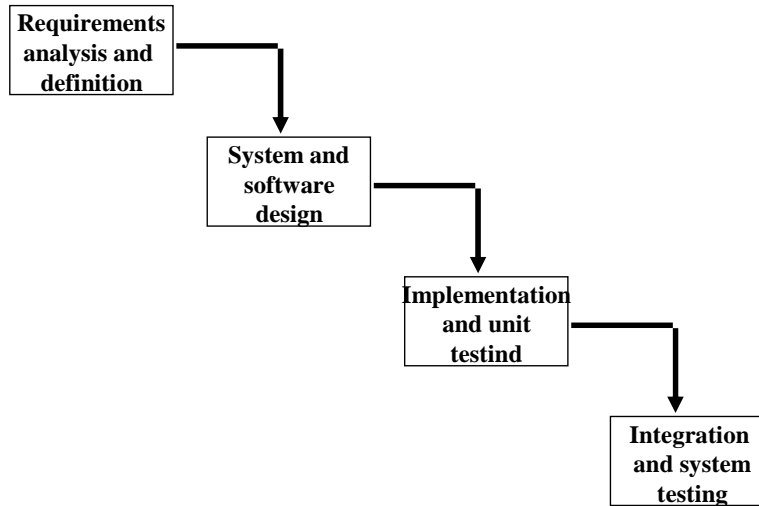 Requirements
analysis and
definition
System and
software
design
Implementation
and unit
testind
Integration
and system
testing